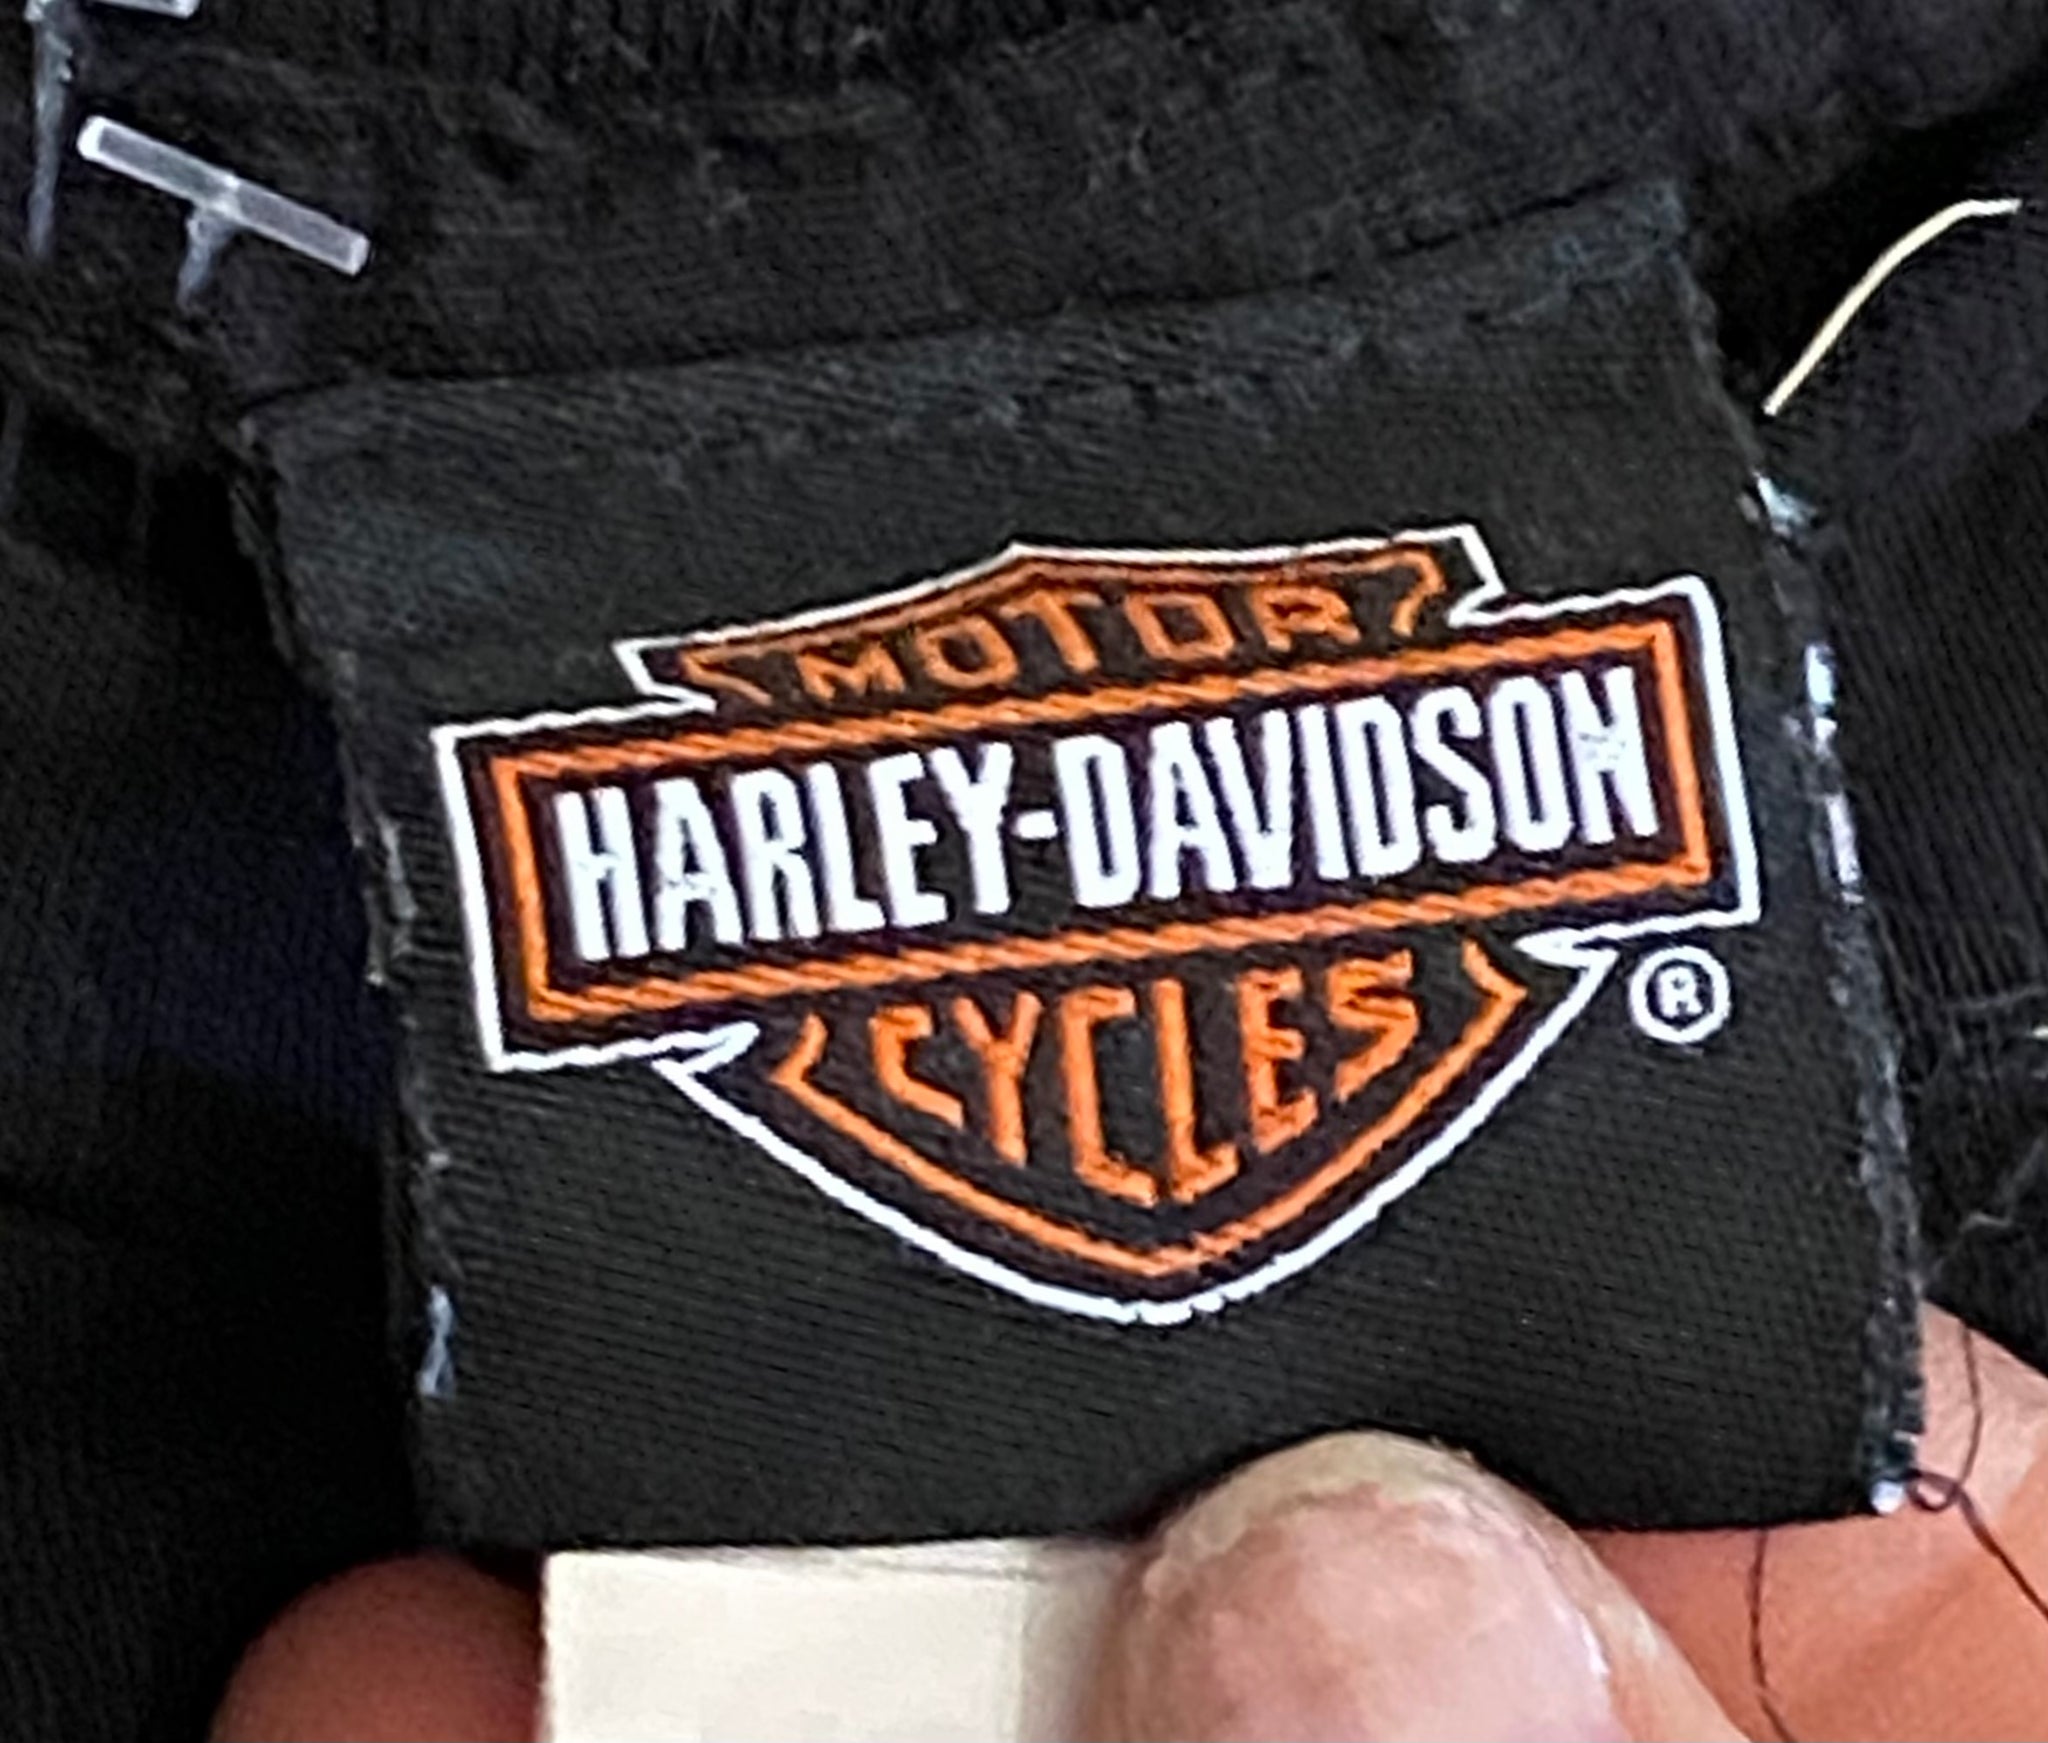 MOTOR
HARLEY-DAVIDSON
CYCLES
®